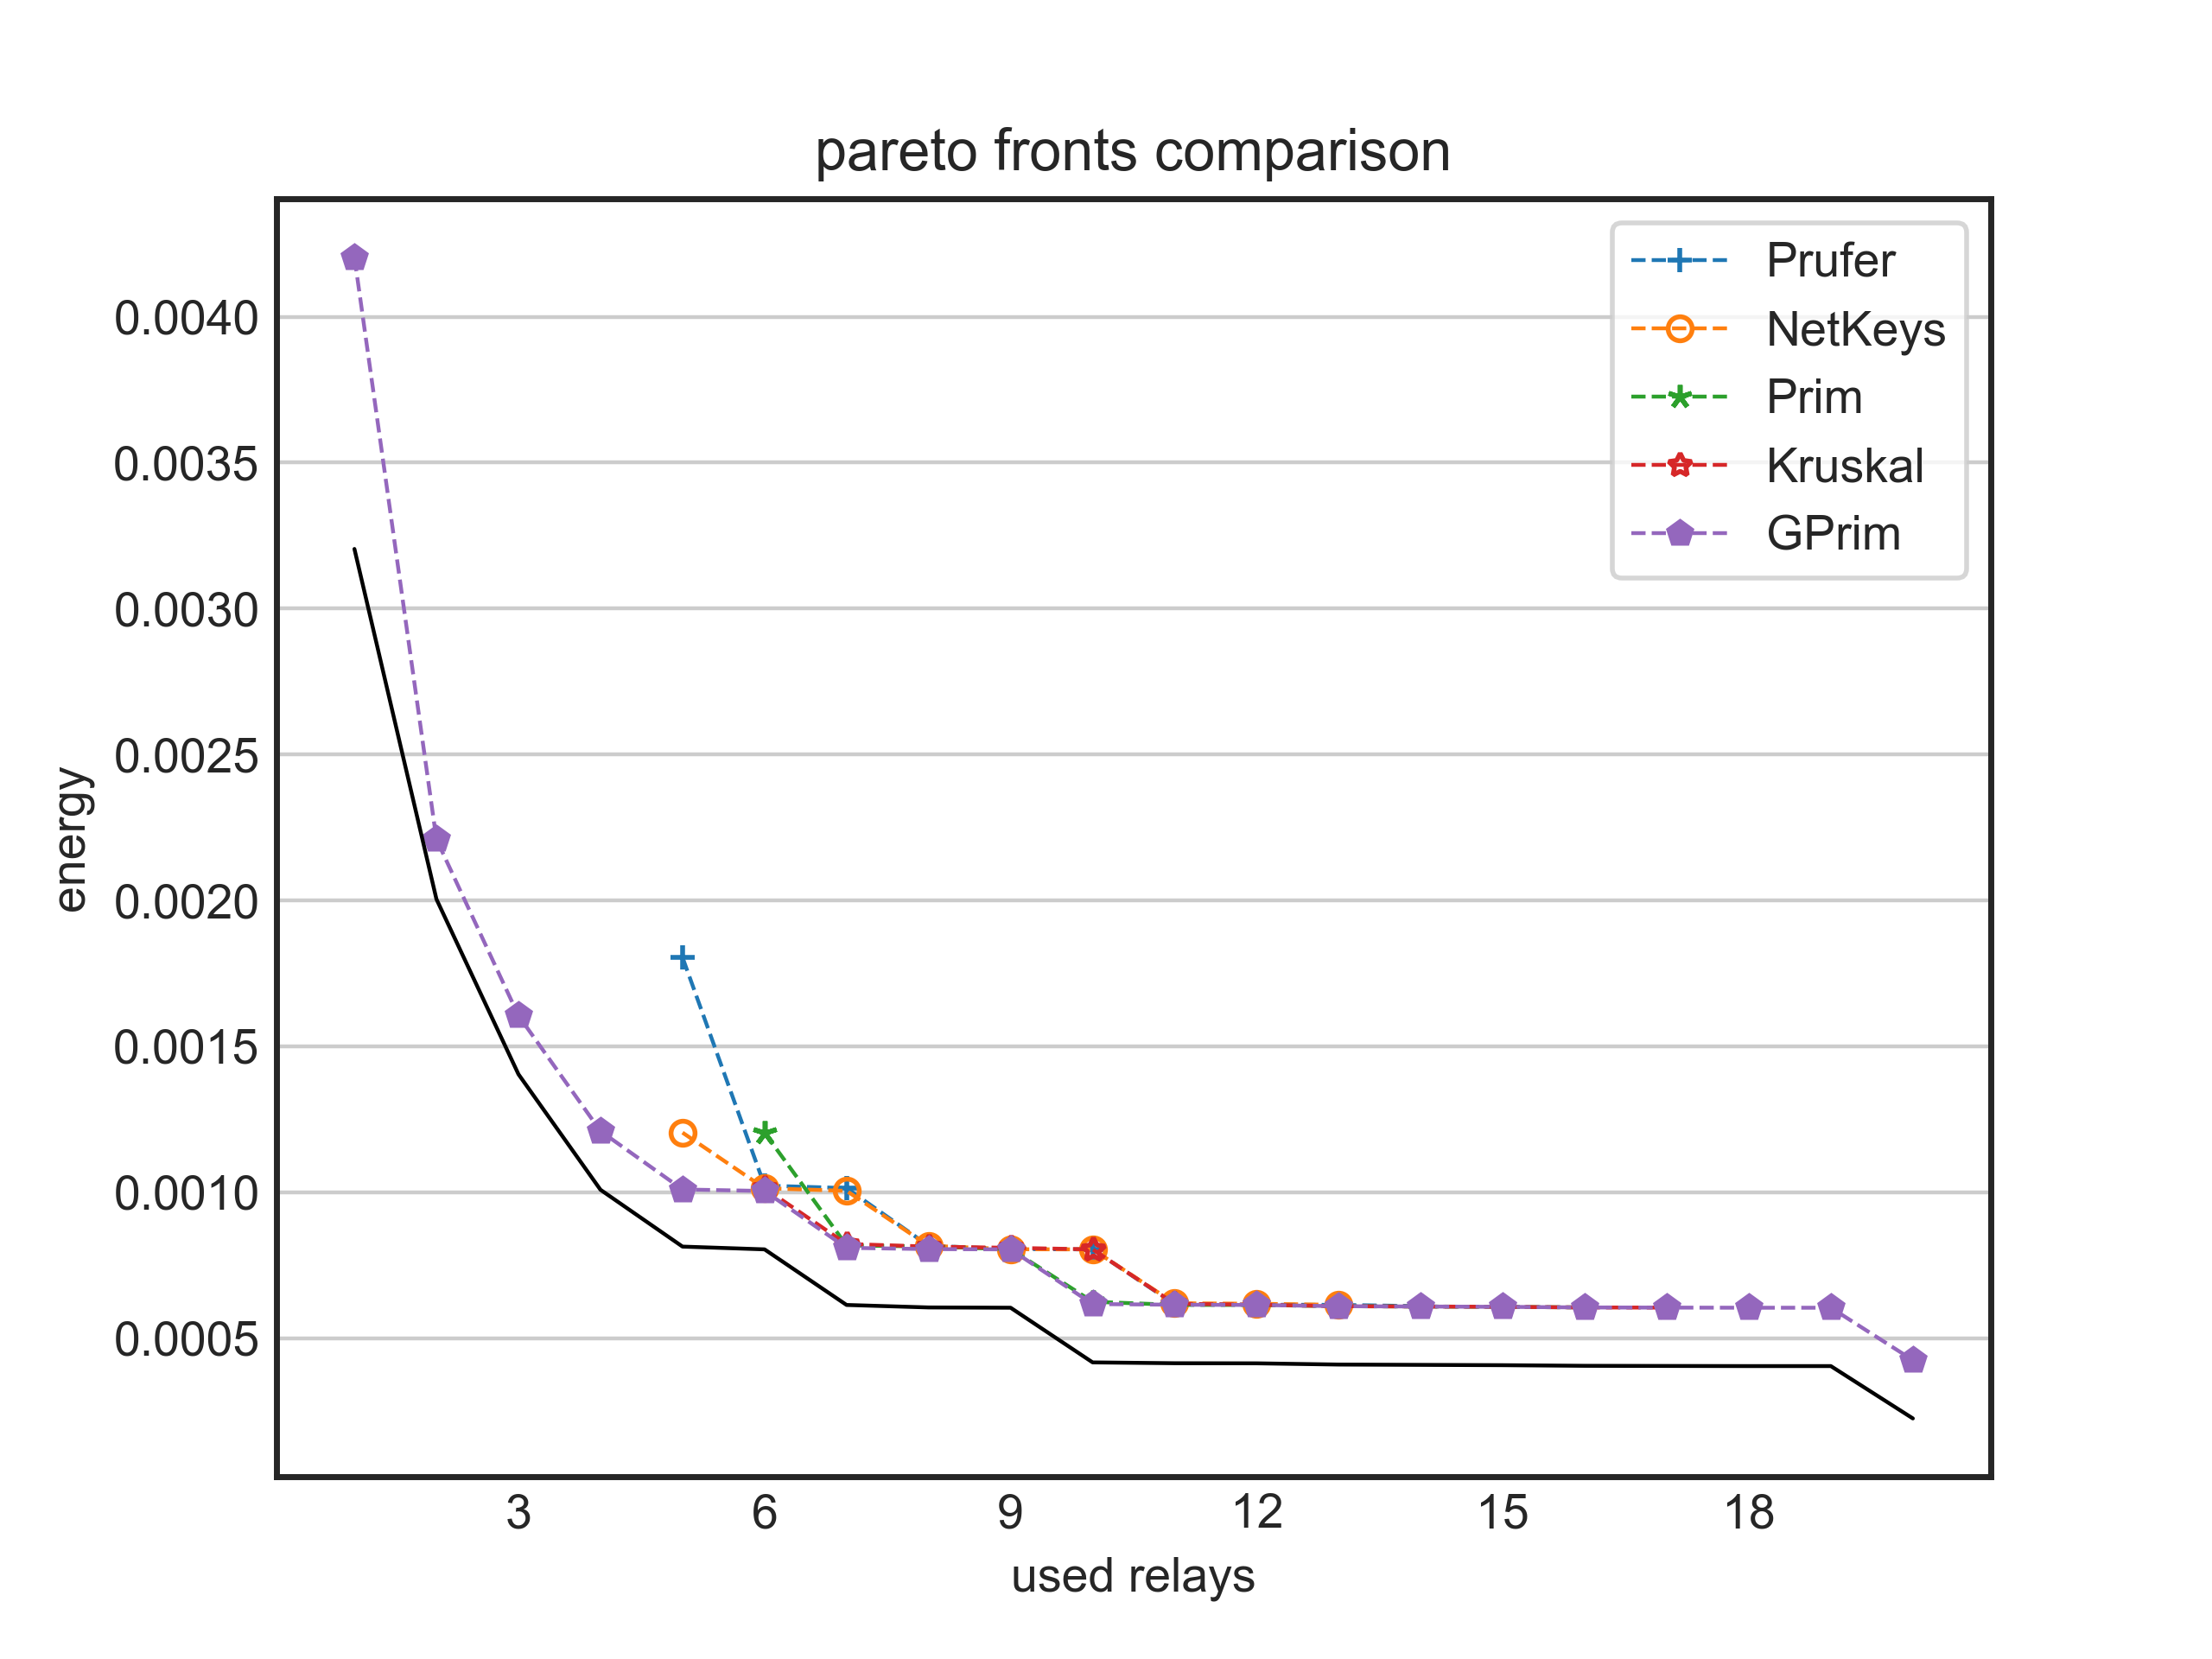 pareto fronts comparison
Prufer
NetKeys
Prim
Kruskal
GPrim
0.0040
0.0035
0.0030
0.0025
0.0020
0.0015
0.0010
0.0005
energy
3 6 9 12 15 18
used relays